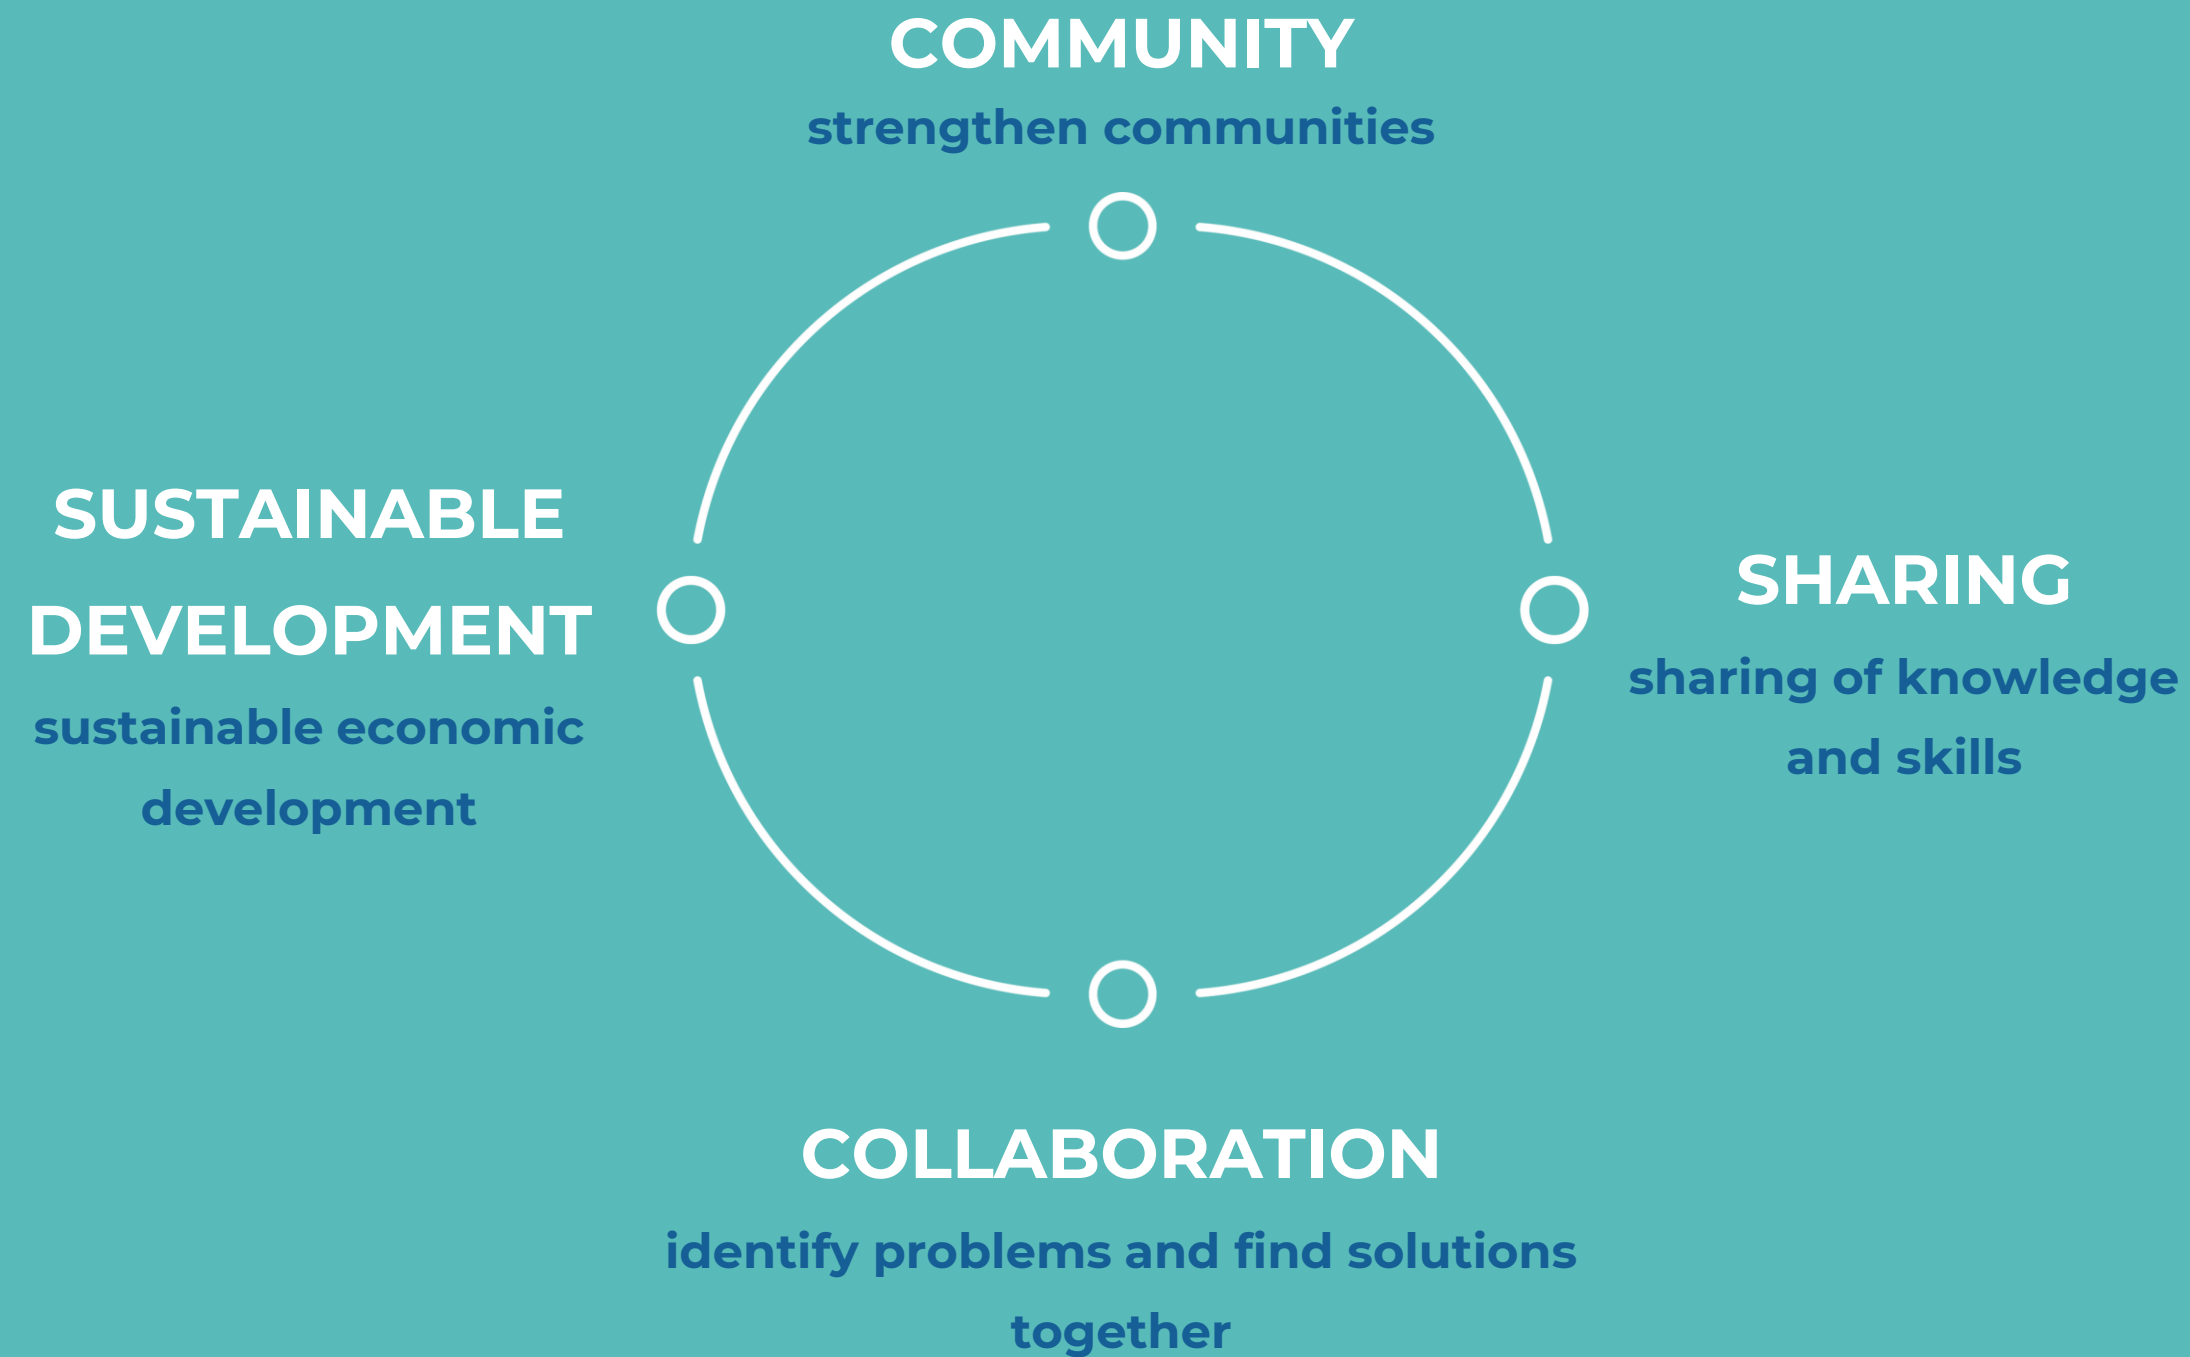 COMMUNITY
strengthen communities
SUSTAINABLE
DEVELOPMENT
sustainable economic
development
SHARING
sharing of knowledge
and skills
COLLABORATION
identify problems and find solutions
together